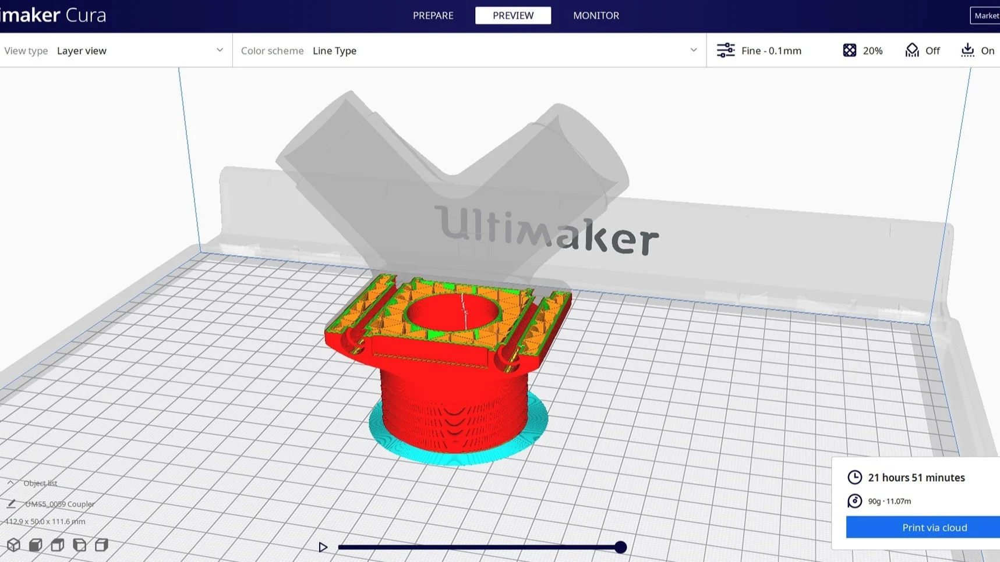 imaker Cura
PREPARE
PREVIEW
MONITOR
Market
View type Layer view
Color scheme Line Type
Fine - 0.1mm
20%
Off
On
Ultimaker
Object list
UMS5_0059 Coupler
112.9 x 50.0 x 111.6 mm
21 hours 51 minutes
90g · 11.07m
Print via cloud